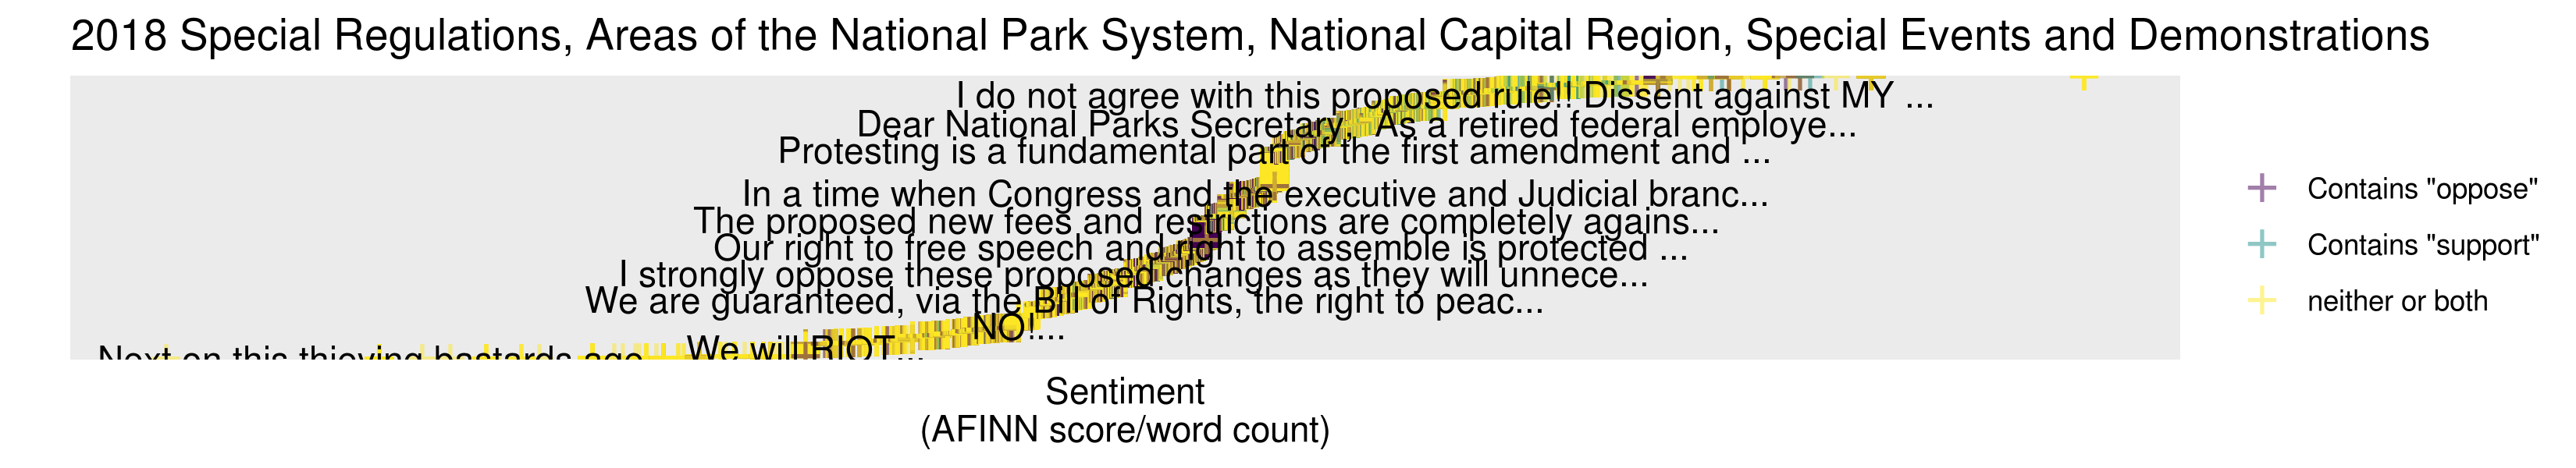 2018 Special Regulations, Areas of the National Park System, National Capital Region, Special Events and Demonstrations
I do not agree with this proposed rule!! Dissent against MY ...
Dear National Parks Secretary,  As a retired federal employe...
Protesting is a fundamental part of the first amendment and ...
In a time when Congress and the executive and Judicial branc...
The proposed new fees and restrictions are completely agains...
Our right to free speech and right to assemble is protected ...
I strongly oppose these proposed changes as they will unnece...
We are guaranteed, via the Bill of Rights, the right to peac...
NO!...
We will RIOT...
Next on this thieving bastards age
Contains "oppose"
Contains "support"
neither or both
Sentiment
(AFINN score/word count)